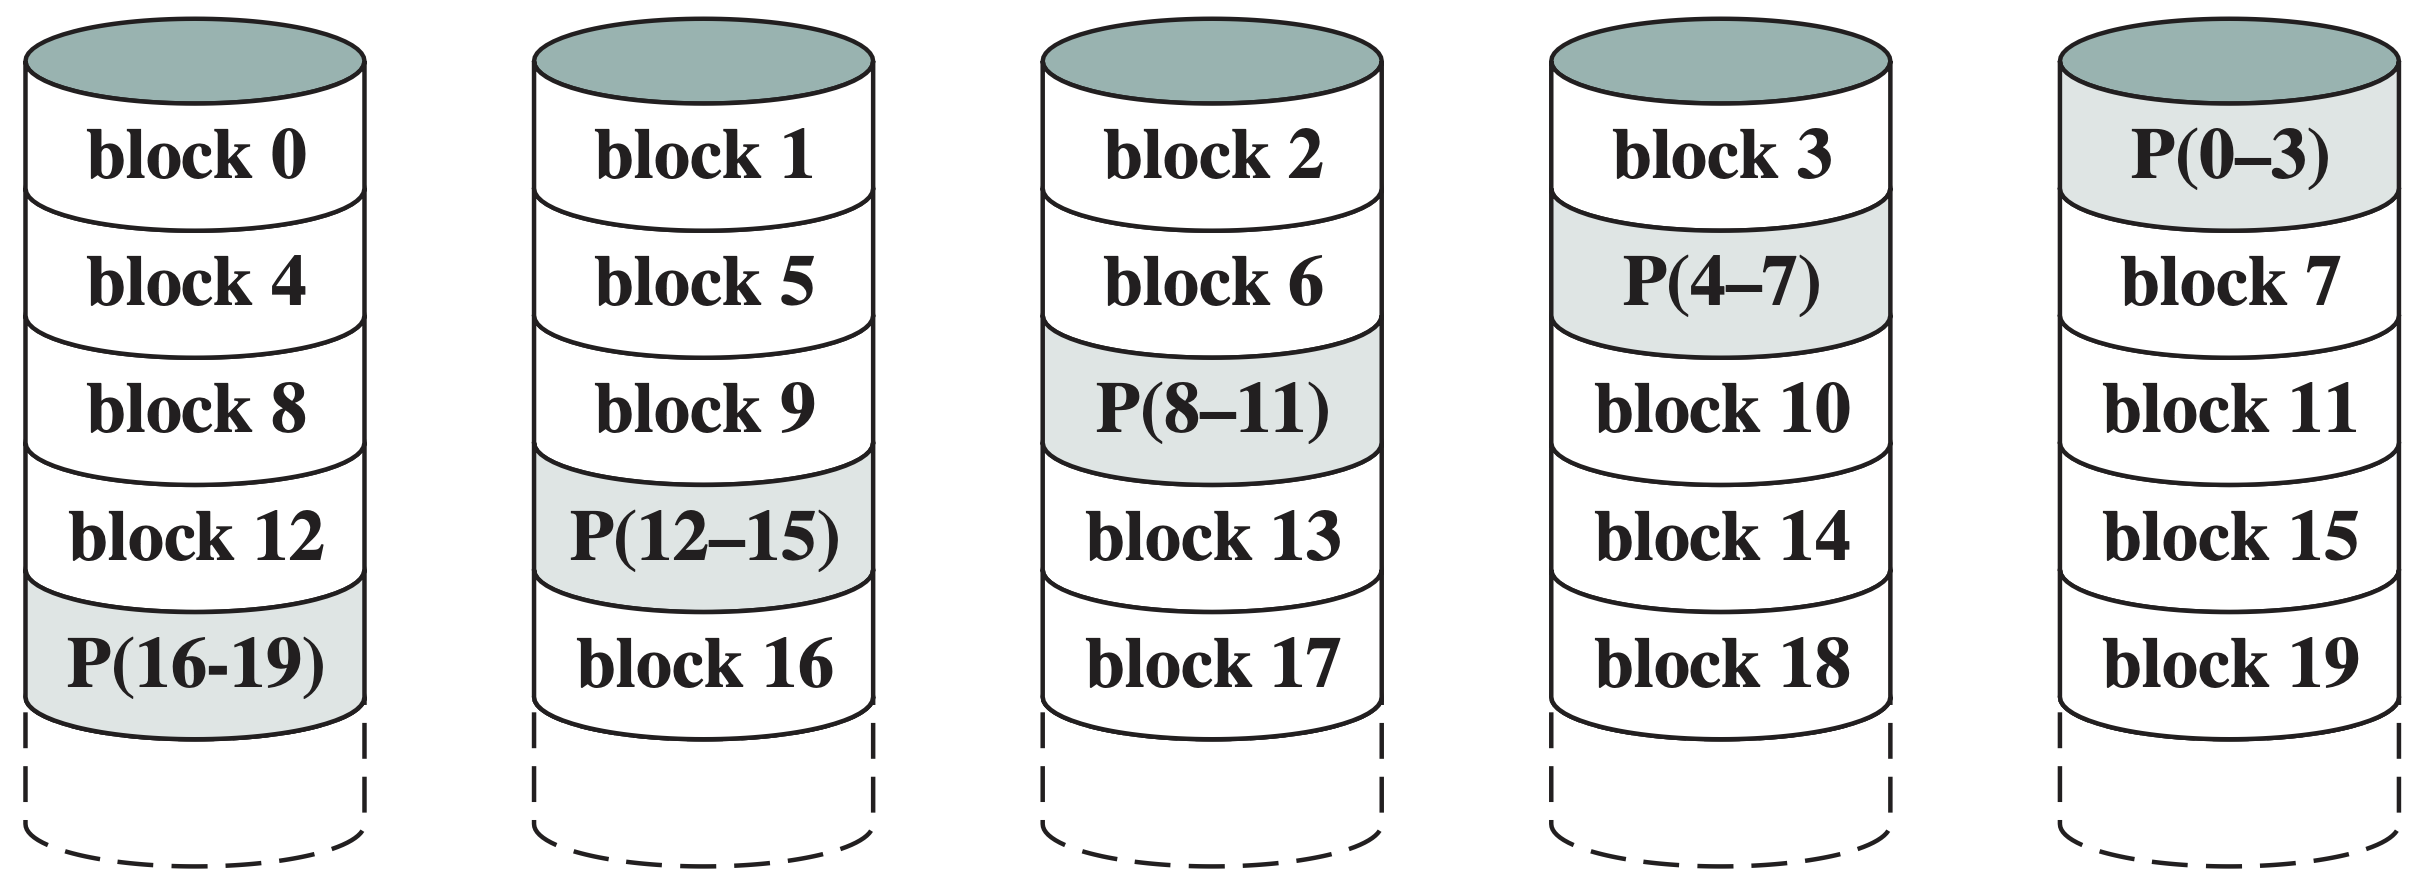 block 0 block 1 block 2 block 3 P(0–3)
block 4 block 5 block 6 P(4–7) block 7
block 8 block 9 P(8–11) block 10 block 11
block 12 P(12–15) block 13 block 14 block 15
P(16-19) block 16 block 17 block 18 block 19